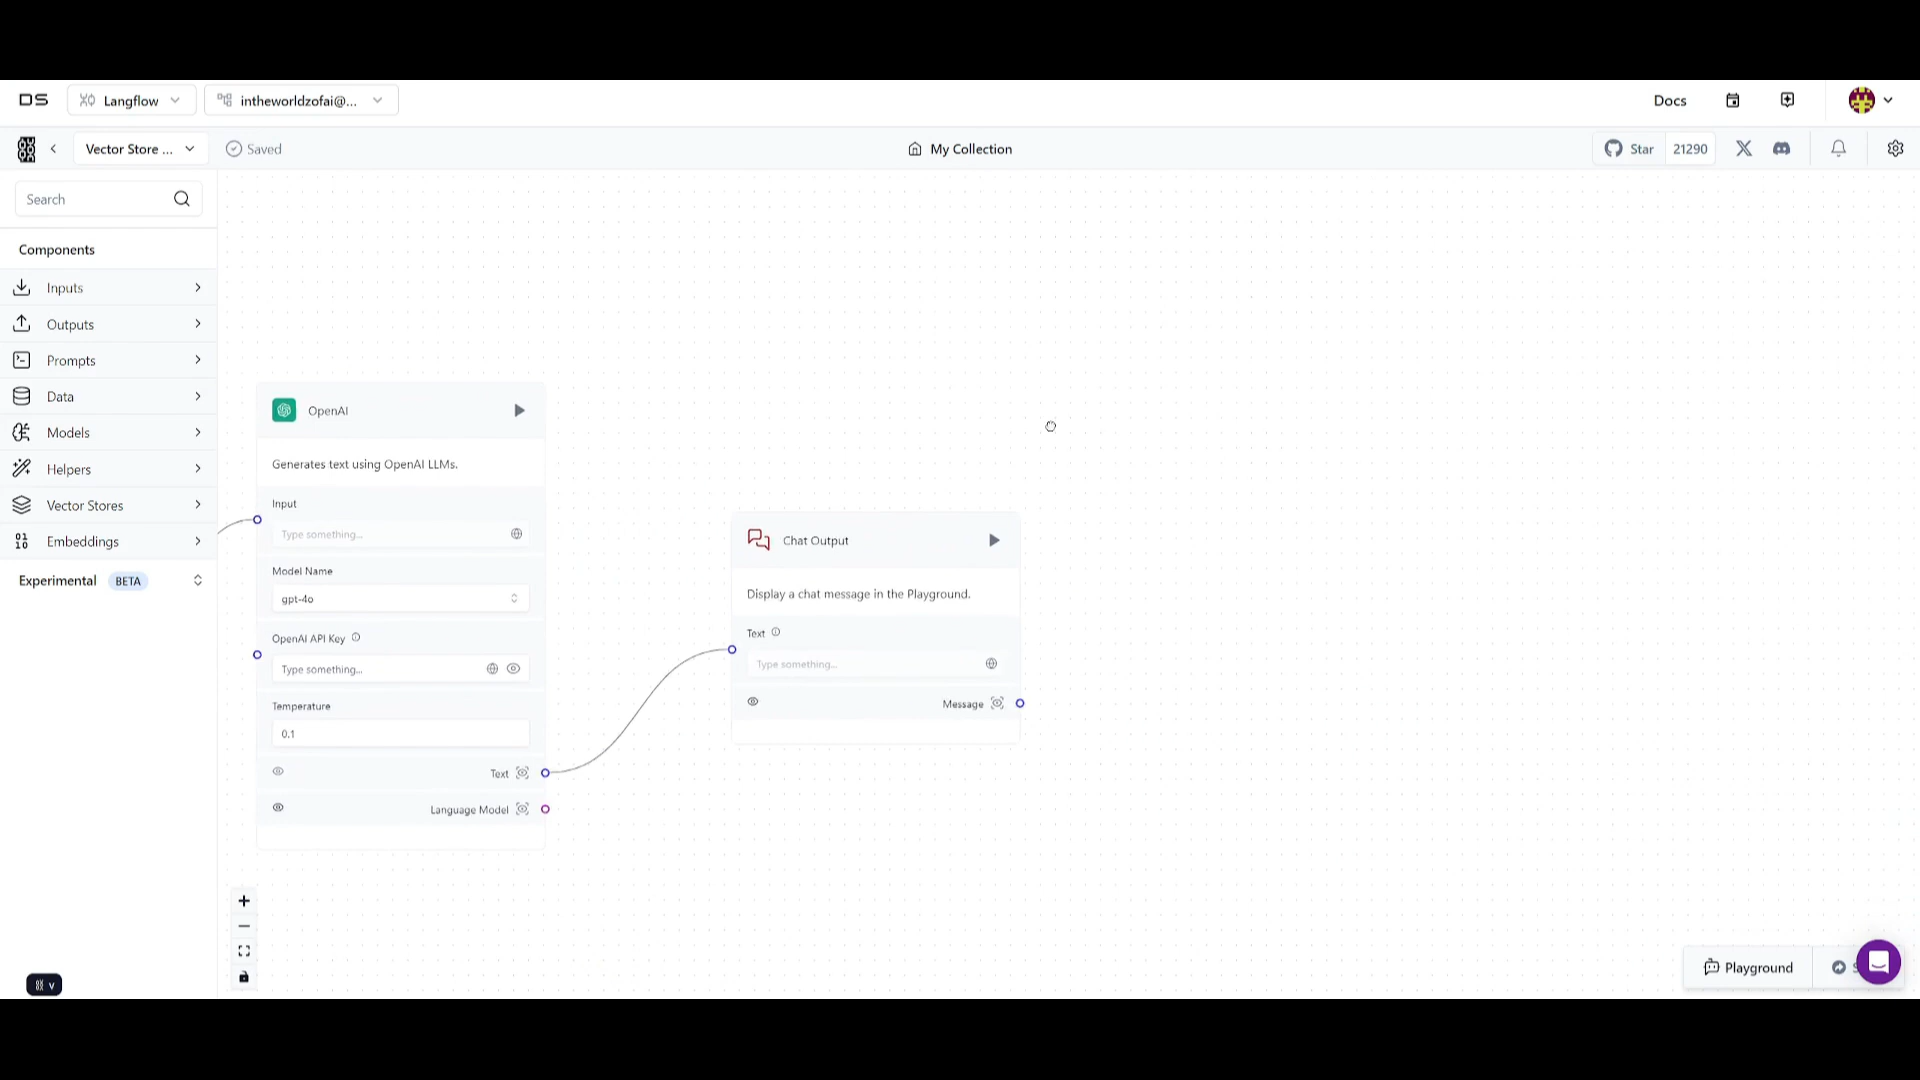 DS Langflow intheworldzofai@... Docs
Vector Store ... Saved My Collection Star 21290
Search
Components
Inputs
Outputs
Prompts
Data
Models
Helpers
Vector Stores
Embeddings
Experimental BETA
OpenAI
Generates text using OpenAI LLMs.
Input
Type something...
Model Name
gpt-4o
OpenAI API Key
Type something...
Temperature
0.1
Text
Language Model
Chat Output
Display a chat message in the Playground.
Text
Type something...
Message
Playground
v